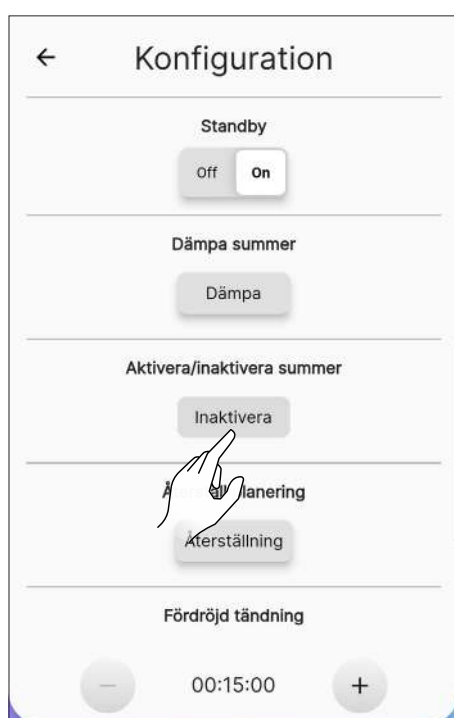 ← Konfiguration
Standby
Off On
Dämpa summer
Dämpa
Aktivera/inaktivera summer
Inaktivera
Återställning
Fördröjd tändning
− 00:15:00 +